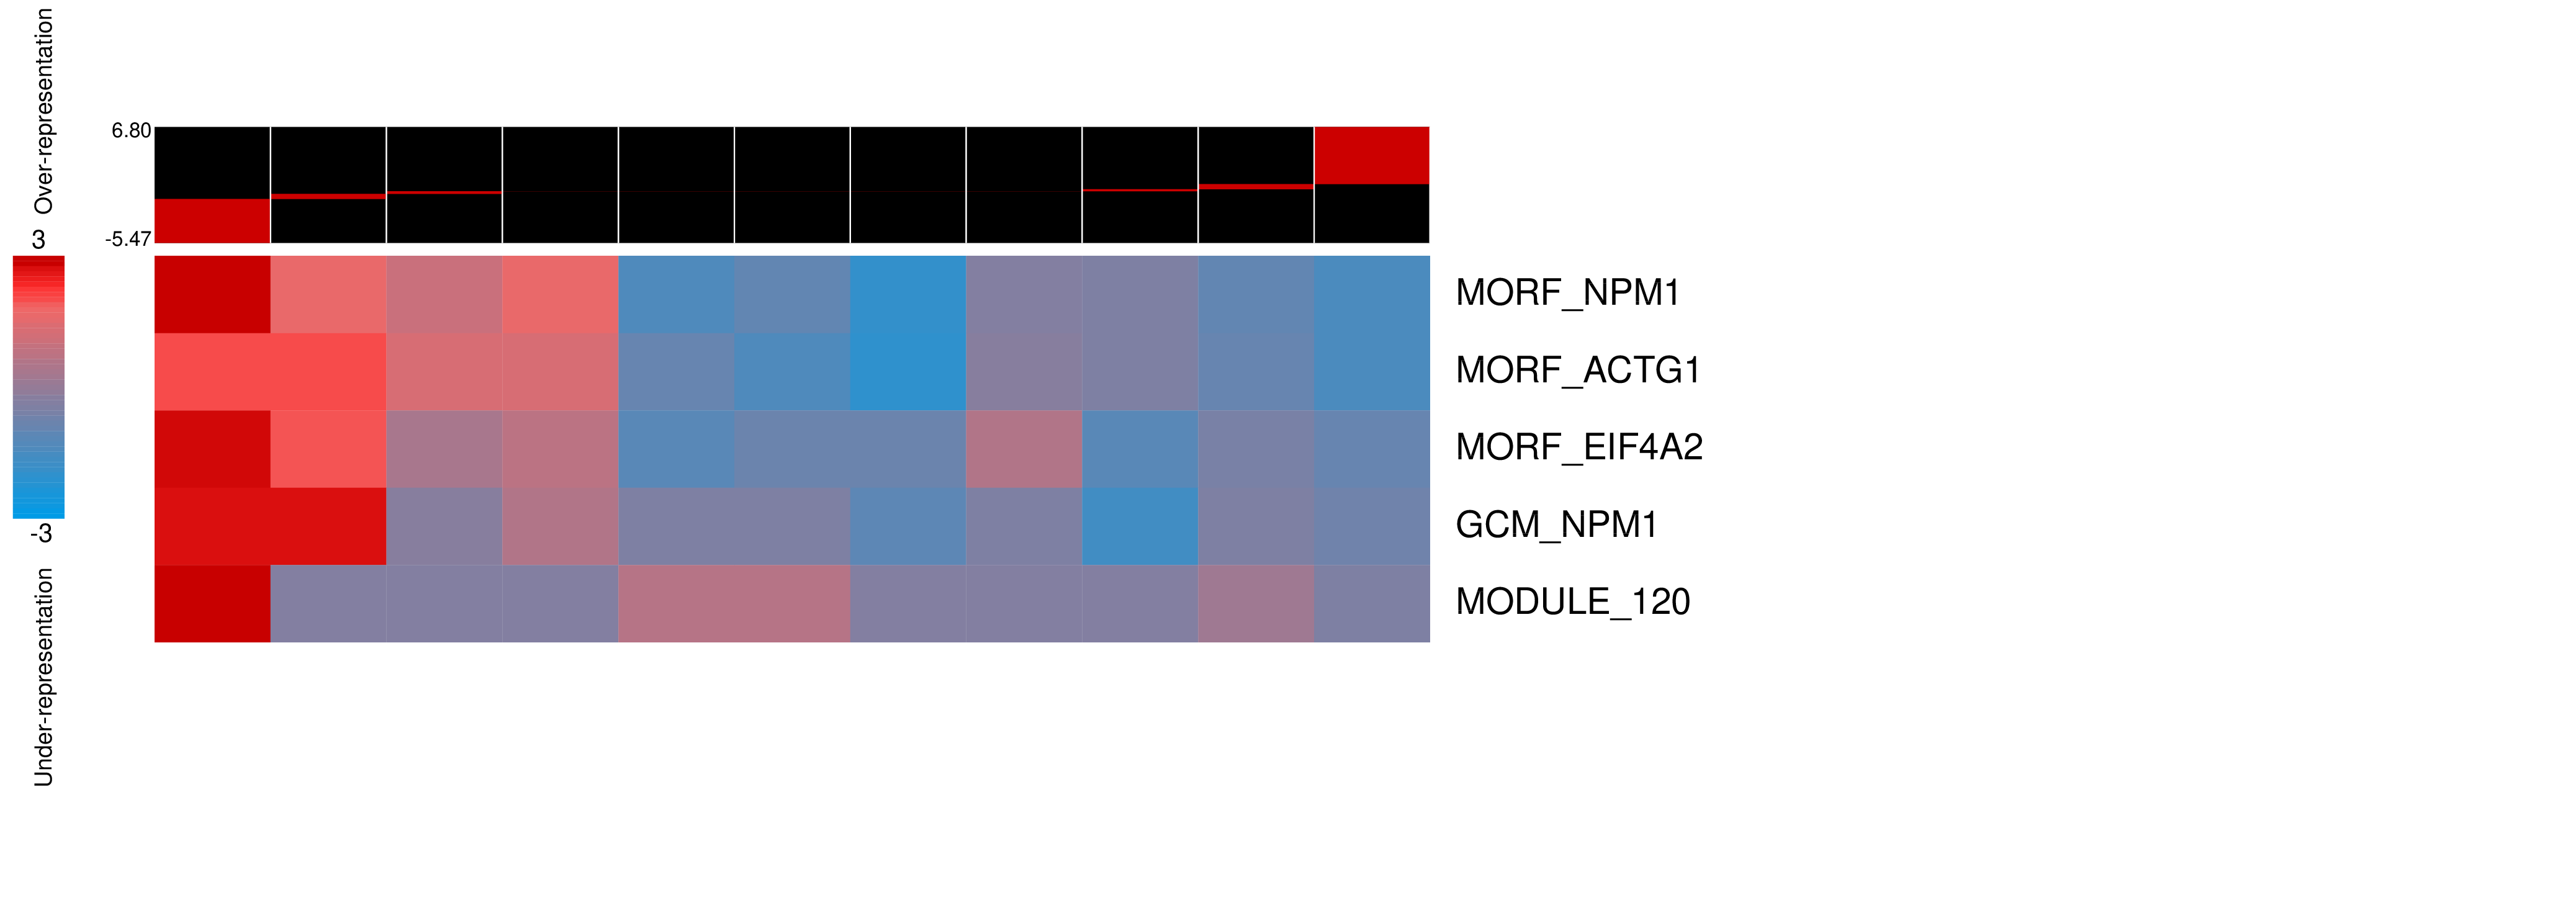 Over-representation
3
-3
Under-representation
6.80
-5.47
MORF_NPM1
MORF_ACTG1
MORF_EIF4A2
GCM_NPM1
MODULE_120